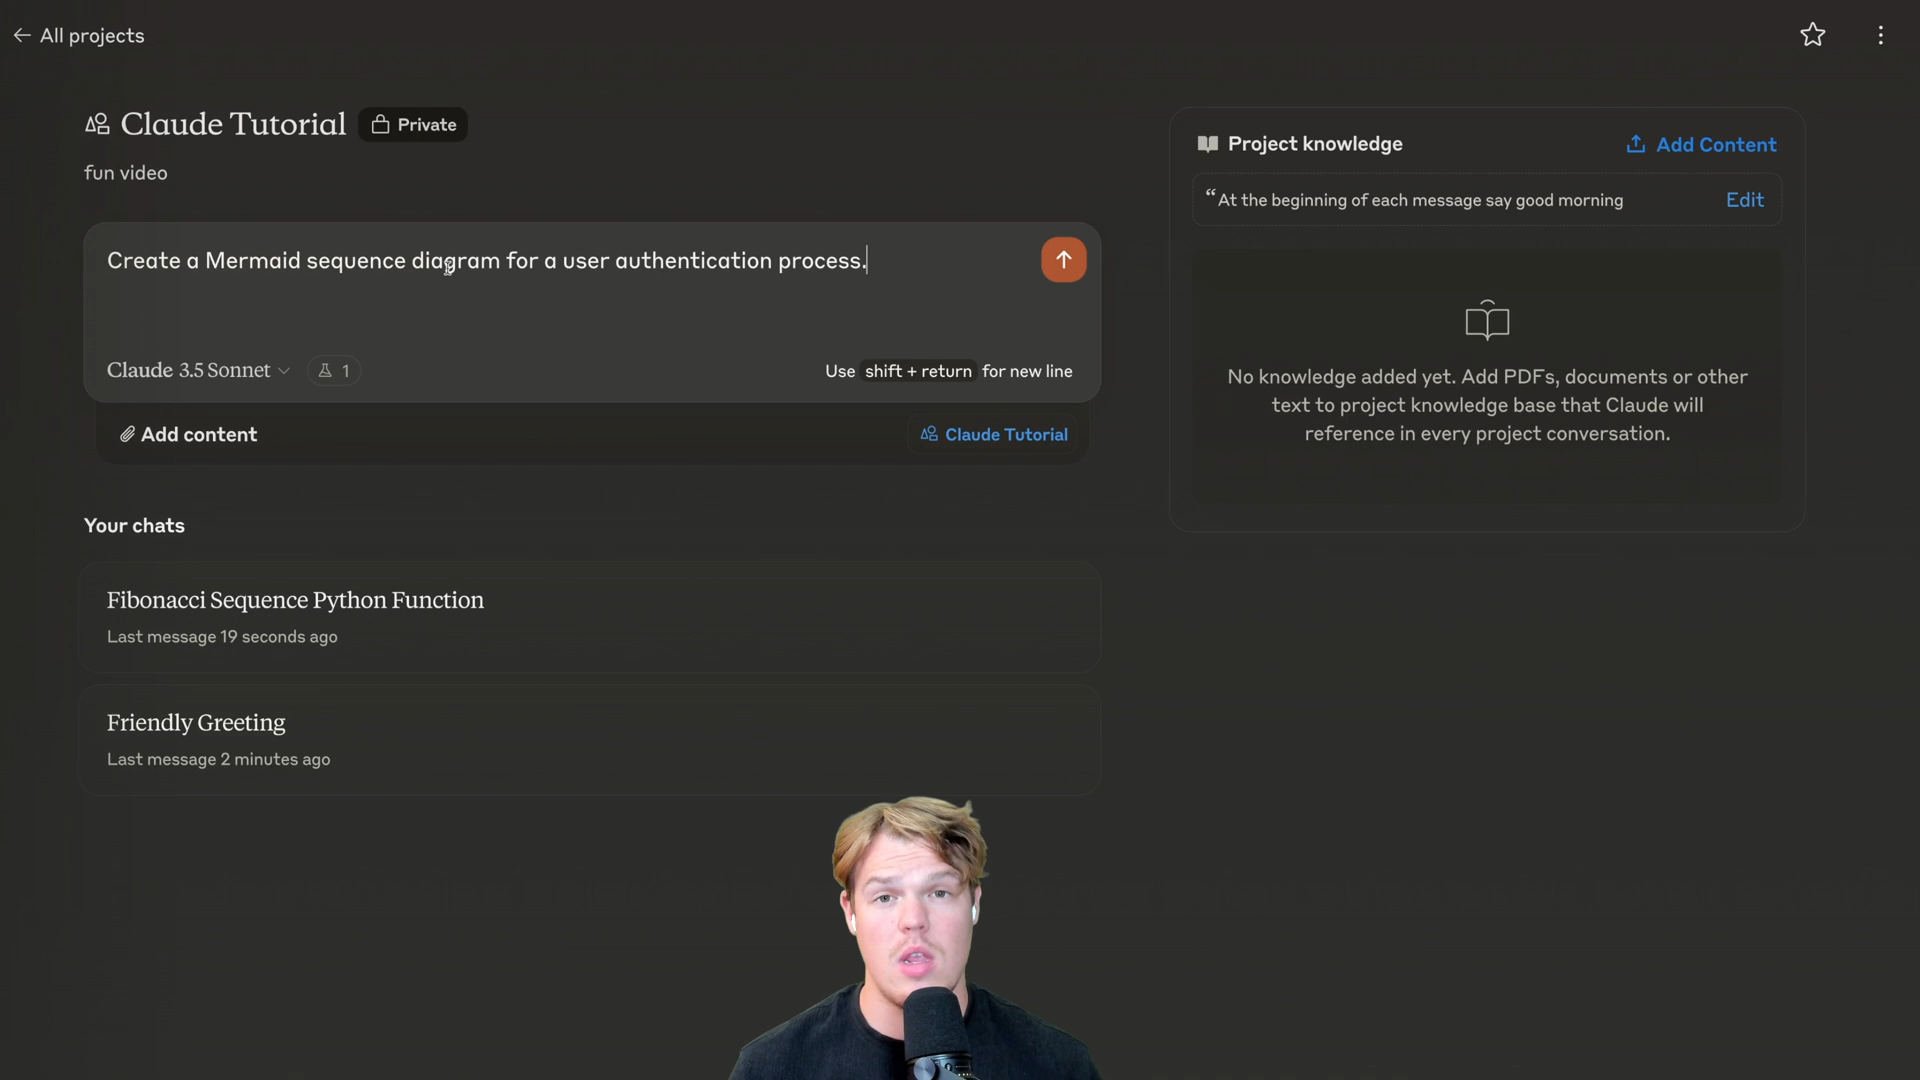 ← All projects
Claude Tutorial
Private
fun video
Create a Mermaid sequence diagram for a user authentication process.
Claude 3.5 Sonnet
1
Use shift + return for new line
Add content
Claude Tutorial
Your chats
Fibonacci Sequence Python Function
Last message 19 seconds ago
Friendly Greeting
Last message 2 minutes ago
Project knowledge
Add Content
“At the beginning of each message say good morning
Edit
No knowledge added yet. Add PDFs, documents or other
text to project knowledge base that Claude will
reference in every project conversation.